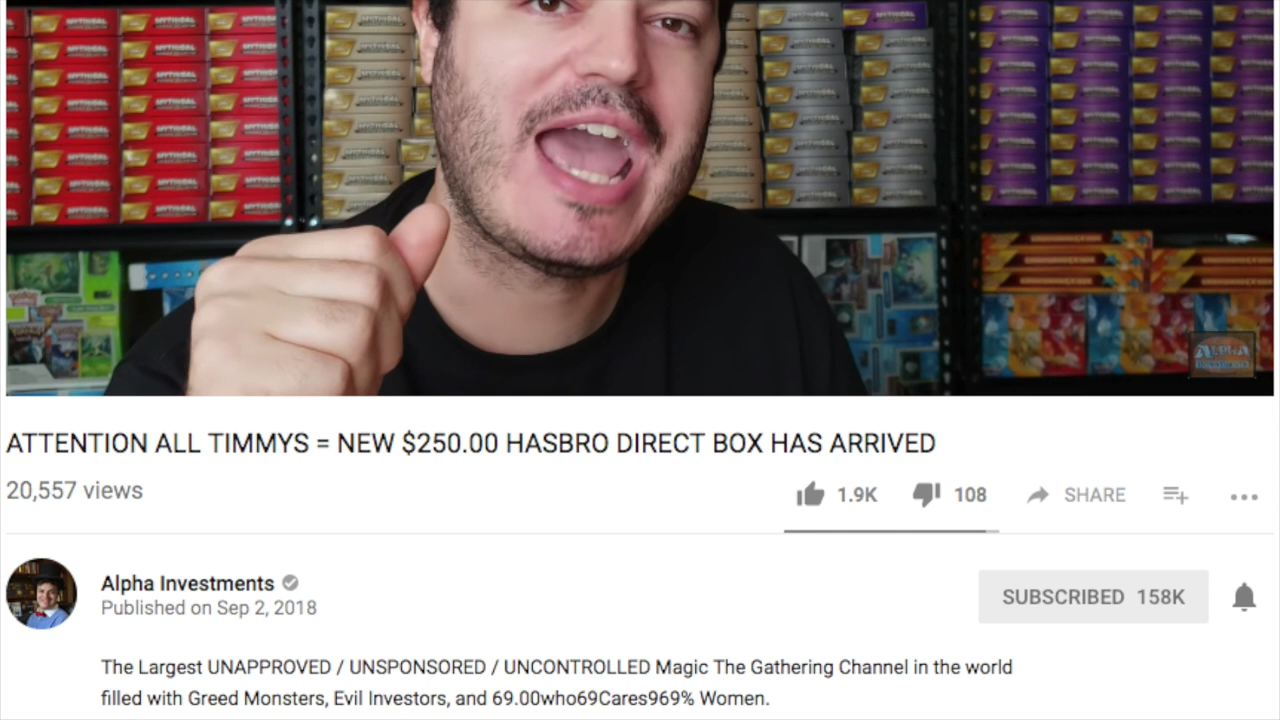 ATTENTION ALL TIMMYS = NEW $250.00 HASBRO DIRECT BOX HAS ARRIVED
20,557 views
1.9K 108 SHARE
Alpha Investments
Published on Sep 2, 2018
SUBSCRIBED 158K
The Largest UNAPPROVED / UNSPONSORED / UNCONTROLLED Magic The Gathering Channel in the world
filled with Greed Monsters, Evil Investors, and 69.00who69Cares969% Women.